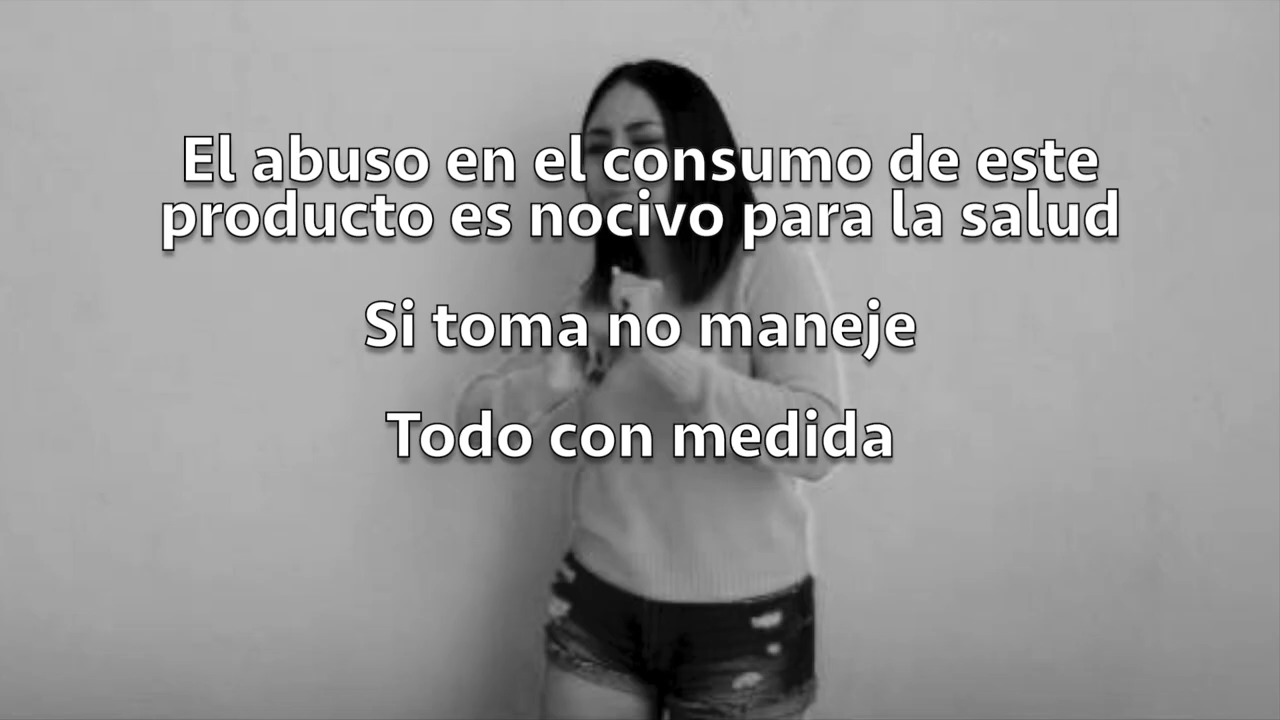 El abuso en el consumo de este
producto es nocivo para la salud
Si toma no maneje
Todo con medida